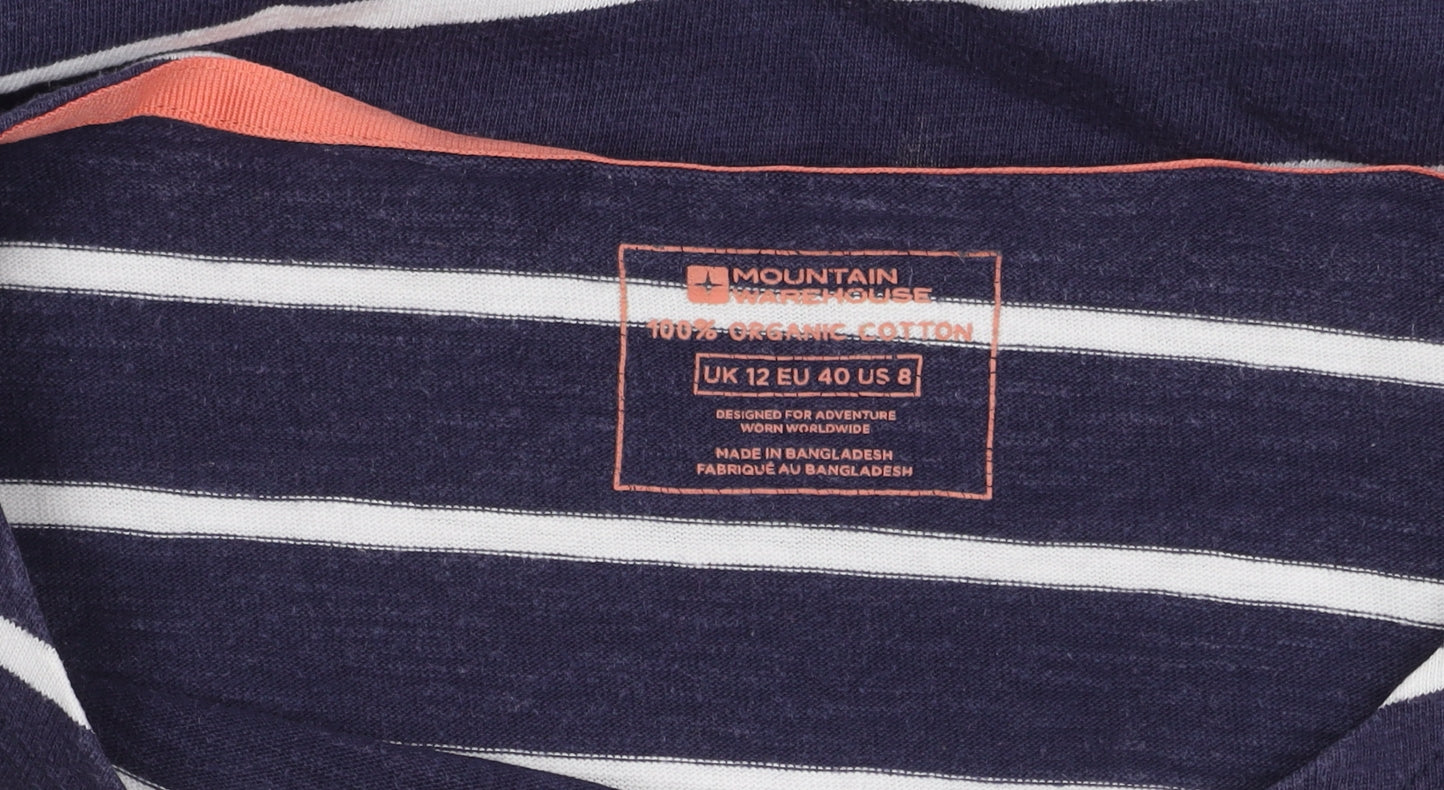 MOUNTAIN
WAREHOUSE
100% ORGANIC COTTON
UK 12 EU 40 US 8
DESIGNED FOR ADVENTURE
WORN WORLDWIDE
MADE IN BANGLADESH
FABRIQUÉ AU BANGLADESH